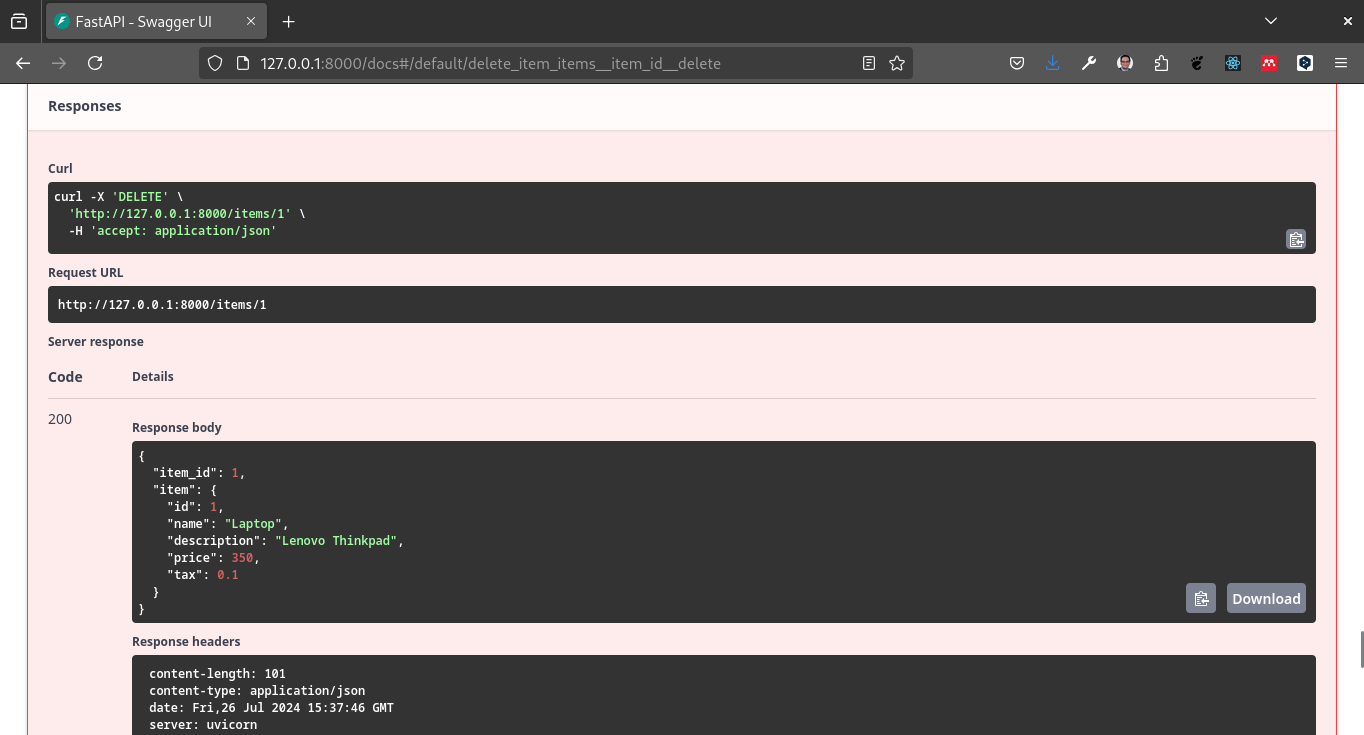 FastAPI - Swagger UI
127.0.0.1:8000/docs#/default/delete_item_items__item_id__delete
Responses
Curl
curl -X 'DELETE' \
  'http://127.0.0.1:8000/items/1' \
  -H 'accept: application/json'
Request URL
http://127.0.0.1:8000/items/1
Server response
Code Details
200
Response body
{
  "item_id": 1,
  "item": {
    "id": 1,
    "name": "Laptop",
    "description": "Lenovo Thinkpad",
    "price": 350,
    "tax": 0.1
  }
}
Download
Response headers
content-length: 101
content-type: application/json
date: Fri,26 Jul 2024 15:37:46 GMT
server: uvicorn